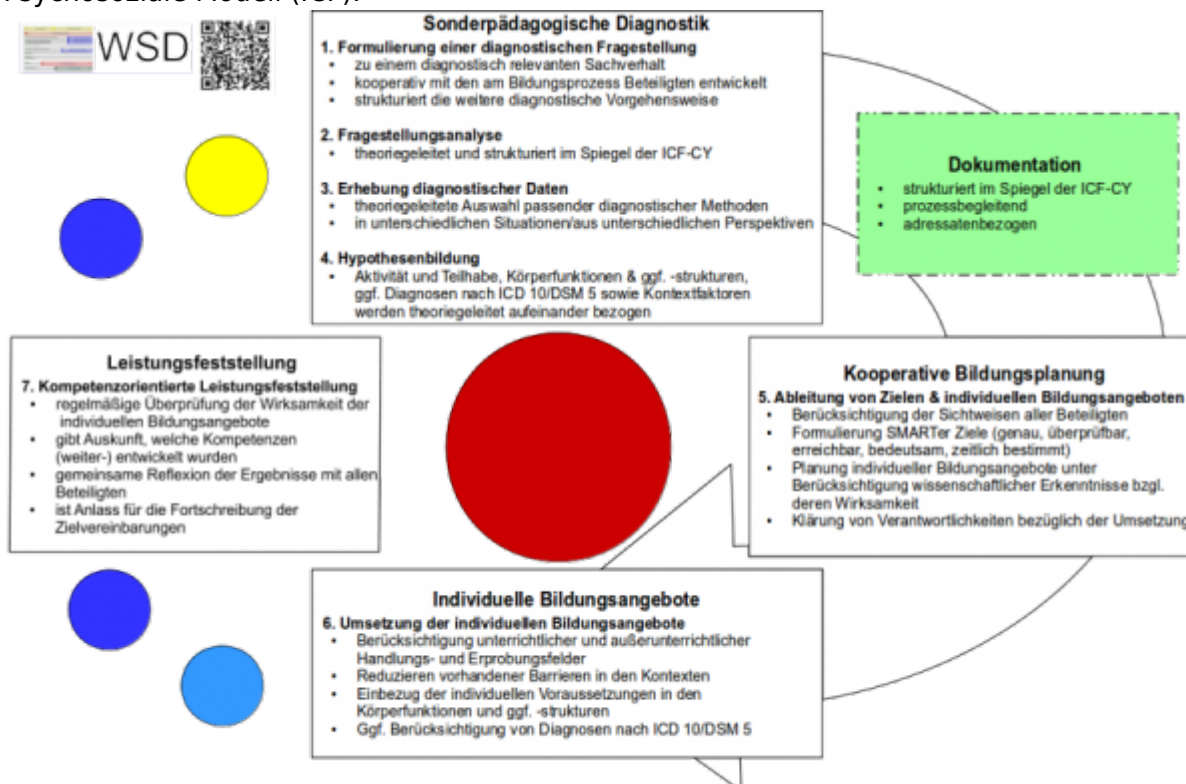 WSD
Sonderpädagogische Diagnostik
1. Formulierung einer diagnostischen Fragestellung
• zu einem diagnostisch relevanten Sachverhalt
• kooperativ mit den am Bildungsprozess Beteiligten entwickelt
• strukturiert die weitere diagnostische Vorgehensweise
2. Fragestellungsanalyse
• theoriegeleitet und strukturiert im Spiegel der ICF-CY
3. Erhebung diagnostischer Daten
• theoriegeleitete Auswahl passender diagnostischer Methoden
• in unterschiedlichen Situationen/aus unterschiedlichen Perspektiven
4. Hypothesenbildung
• Aktivität und Teilhabe, Körperfunktionen & ggf. -strukturen,
ggf. Diagnosen nach ICD 10/DSM 5 sowie Kontextfaktoren
werden theoriegeleitet aufeinander bezogen
Dokumentation
• strukturiert im Spiegel der ICF-CY
• prozessbegleitend
• adressatenbezogen
Leistungsfeststellung
7. Kompetenzorientierte Leistungsfeststellung
• regelmäßige Überprüfung der Wirksamkeit der
individuellen Bildungsangebote
• gibt Auskunft, welche Kompetenzen
(weiter-) entwickelt wurden
• gemeinsame Reflexion der Ergebnisse mit allen
Beteiligten
• ist Anlass für die Fortschreibung der
Zielvereinbarungen
Kooperative Bildungsplanung
5. Ableitung von Zielen & individuellen Bildungsangeboten
• Berücksichtigung der Sichtweisen aller Beteiligten
• Formulierung SMARTer Ziele (genau, überprüfbar,
erreichbar, bedeutsam, zeitlich bestimmt)
• Planung individueller Bildungsangebote unter
Berücksichtigung wissenschaftlicher Erkenntnisse bzgl.
deren Wirksamkeit
• Klärung von Verantwortlichkeiten bezüglich der Umsetzung
Individuelle Bildungsangebote
6. Umsetzung der individuellen Bildungsangebote
• Berücksichtigung unterrichtlicher und außerunterrichtlicher
Handlungs- und Erprobungsfelder
• Reduzieren vorhandener Barrieren in den Kontexten
• Einbezug der individuellen Voraussetzungen in den
Körperfunktionen und ggf. -strukturen
• Ggf. Berücksichtigung von Diagnosen nach ICD 10/DSM 5